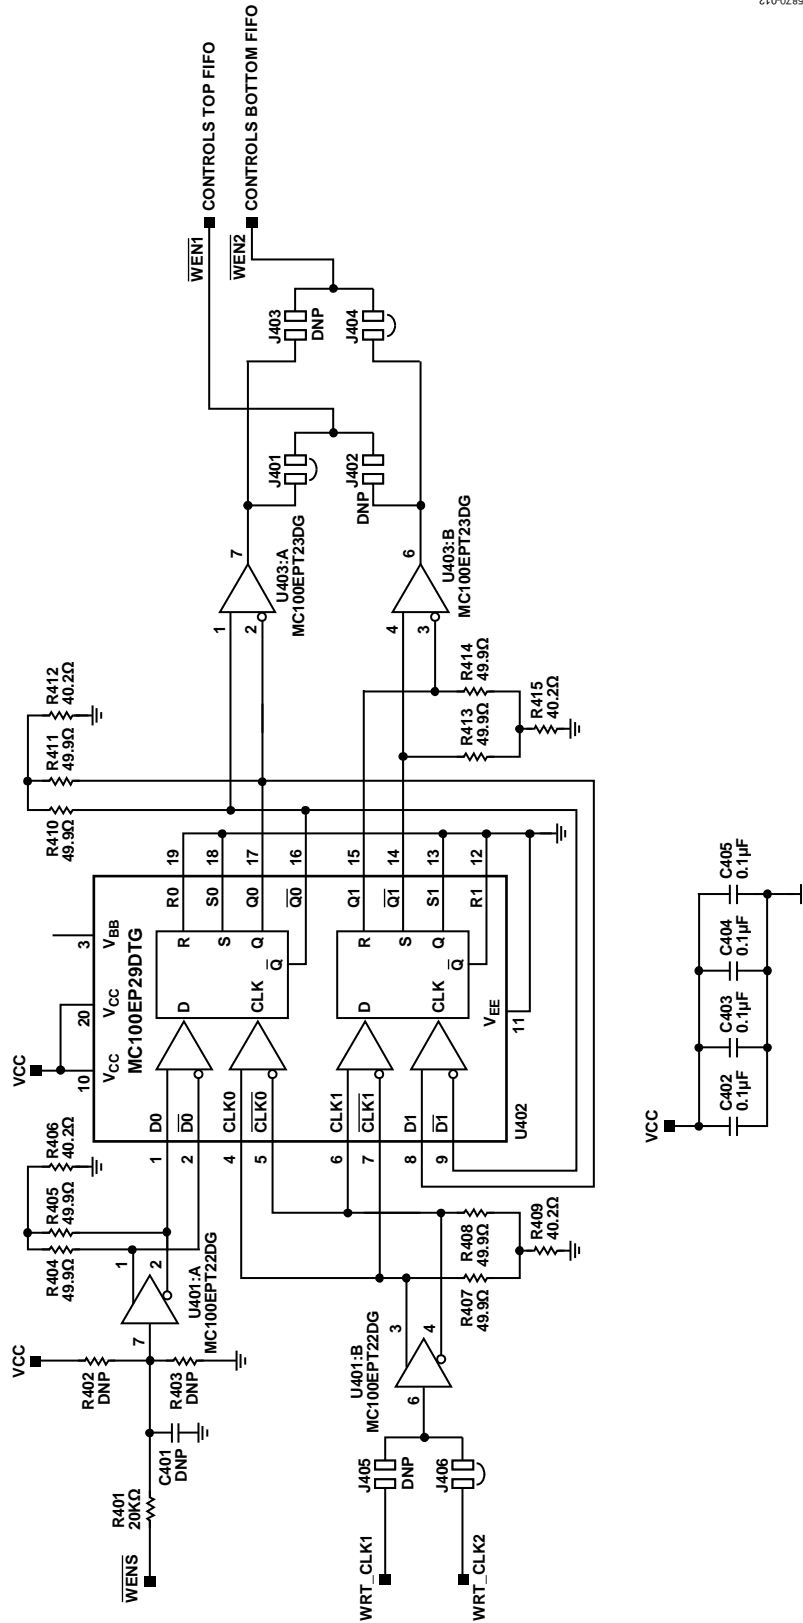 05870-012
CONTROLS TOP FIFO
CONTROLS BOTTOM FIFO
WEN1
WEN2
J403
DNP
J404
J401
J402
DNP
7
U403:A
MC100EPT23DG
1
2
6
U403:B
MC100EPT23DG
4
3
R412
40.2Ω
R411
49.9Ω
R410
49.9Ω
R414
49.9Ω
R413
49.9Ω
R415
40.2Ω
19
18
17
16
15
14
13
12
R0
S0
Q0
Q0
Q1
Q1
S1
R1
R
S
Q
Q
D
CLK
R
S
Q
Q
D
CLK
VBB
3
VCC
20
VCC
10
VCC
MC100EP29DTG
VEE
11
U402
D0
D0
CLK0
CLK0
CLK1
CLK1
D1
D1
1
2
4
5
6
7
8
9
R406
40.2Ω
R405
49.9Ω
R404
49.9Ω
1
2
U401:A
MC100EPT22DG
7
VCC
R402
DNP
R403
DNP
C401
DNP
R401
20KΩ
WENS
R409
40.2Ω
R408
49.9Ω
R407
49.9Ω
3
4
U401:B
MC100EPT22DG
6
J405
DNP
J406
WRT_CLK1
WRT_CLK2
VCC
C402
0.1µF
C403
0.1µF
C404
0.1µF
C405
0.1µF